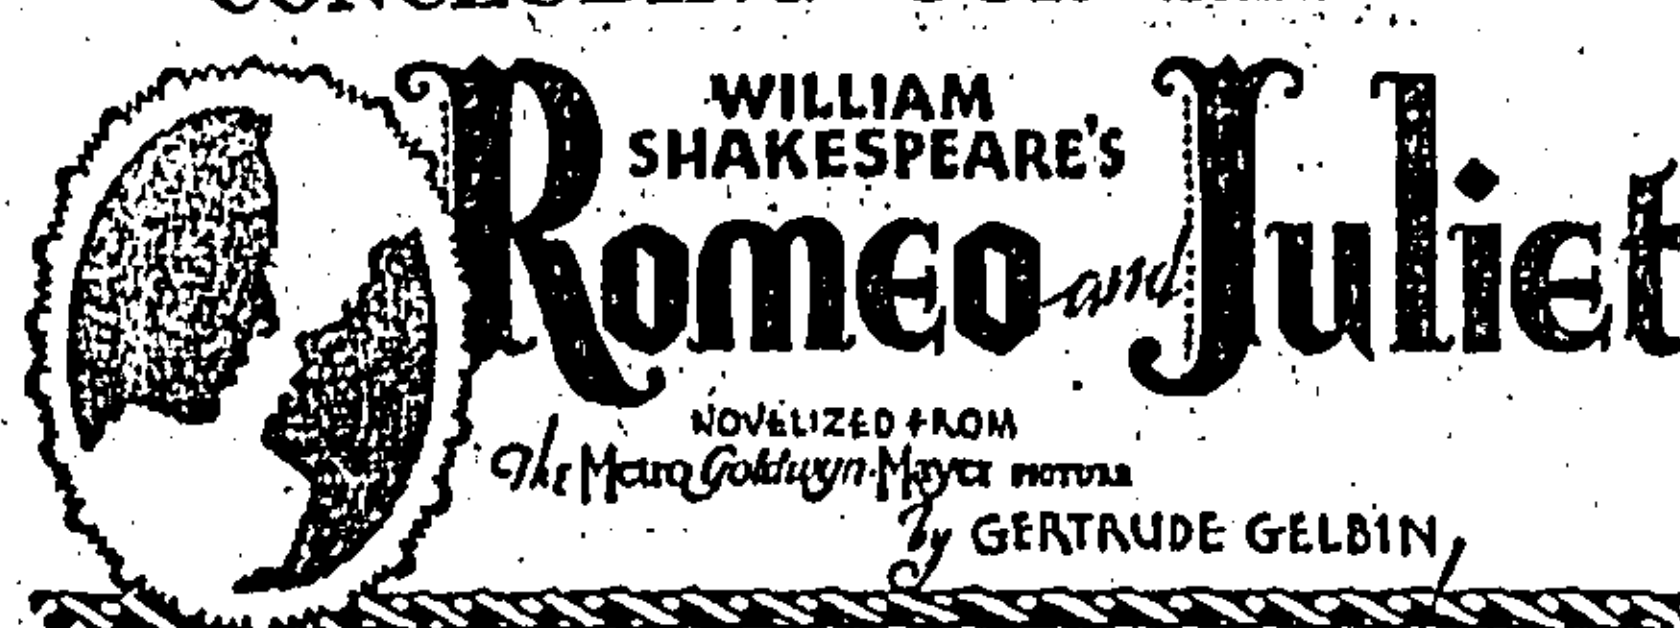 WILLIAM
SHAKESPEARE'S
Romeo and Juliet
NOVELIZED FROM
The Metro Goldwyn-Mayer PICTURE
By GERTRUDE GELBIN